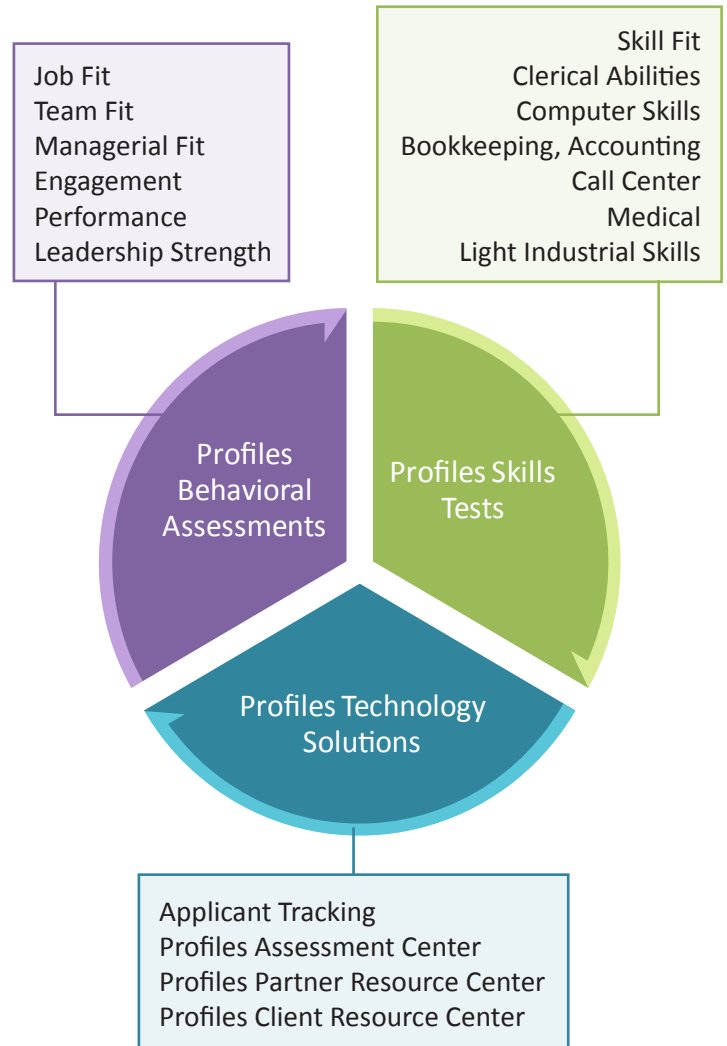 Job Fit
Team Fit
Managerial Fit
Engagement
Performance
Leadership Strength
Skill Fit
Clerical Abilities
Computer Skills
Bookkeeping, Accounting
Call Center
Medical
Light Industrial Skills
Profiles
Behavioral
Assessments
Profiles Skills
Tests
Profiles Technology
Solutions
Applicant Tracking
Profiles Assessment Center
Profiles Partner Resource Center
Profiles Client Resource Center